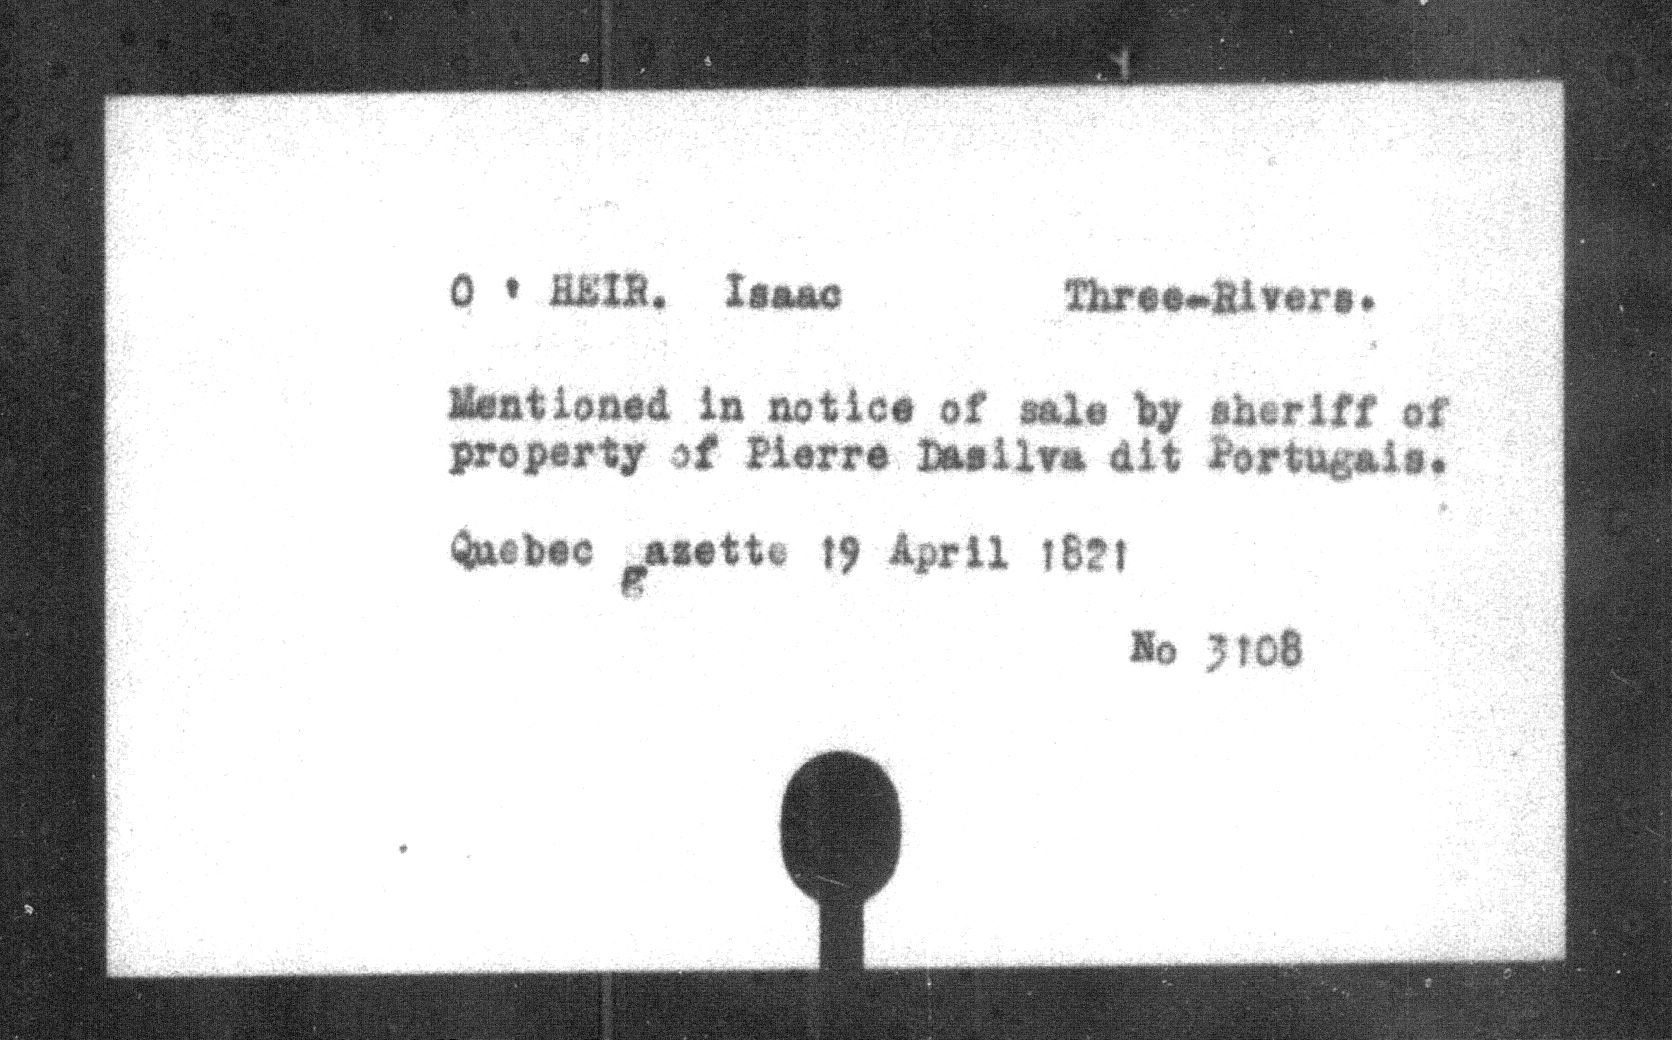 O ' HEIR. Isaac Three-Rivers.
Mentioned in notice of sale by sheriff of
property of Pierre Dasilva dit Portugais.
Quebec gazette 19 April 1821
No 3108